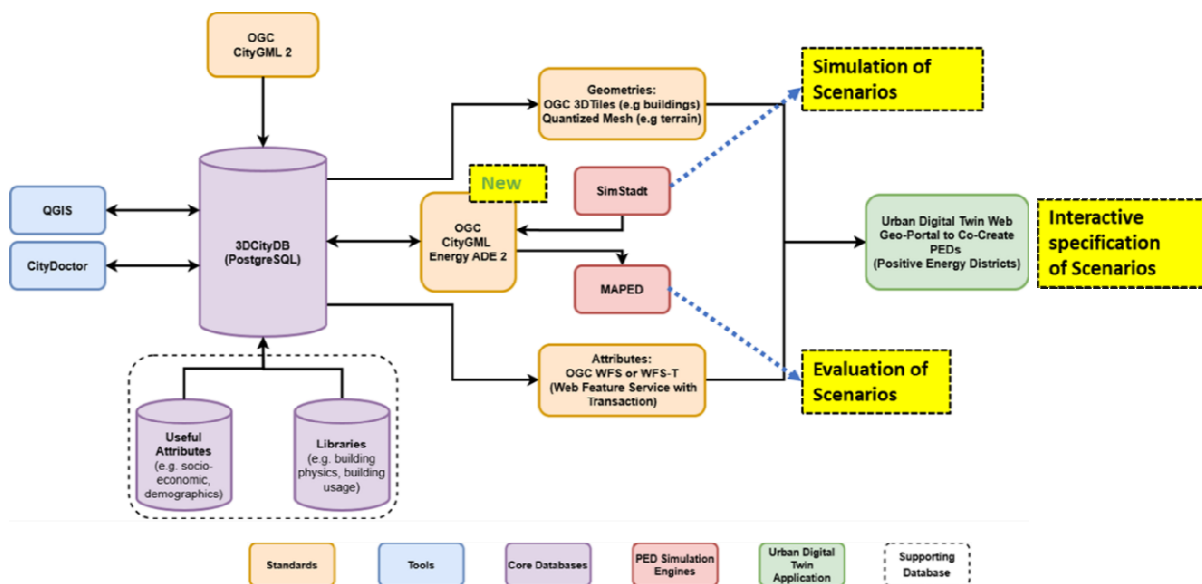 OGC
CityGML 2
Geometries:
OGC 3DTiles (e.g buildings)
Quantized Mesh (e.g terrain)
Simulation of
Scenarios
New
SimStadt
QGIS
CityDoctor
3DCityDB
(PostgreSQL)
OGC
CityGML
Energy ADE 2
MAPED
Urban Digital Twin Web
Geo-Portal to Co-Create
PEDs
(Positive Energy Districts)
Interactive
specification
of Scenarios
Attributes:
OGC WFS or WFS-T
(Web Feature Service with
Transaction)
Evaluation of
Scenarios
Useful
Attributes
(e.g. socio-
economic,
demographics)
Libraries
(e.g. building
physics, building
usage)
Standards
Tools
Core Databases
PED Simulation
Engines
Urban Digital
Twin
Application
Supporting
Database